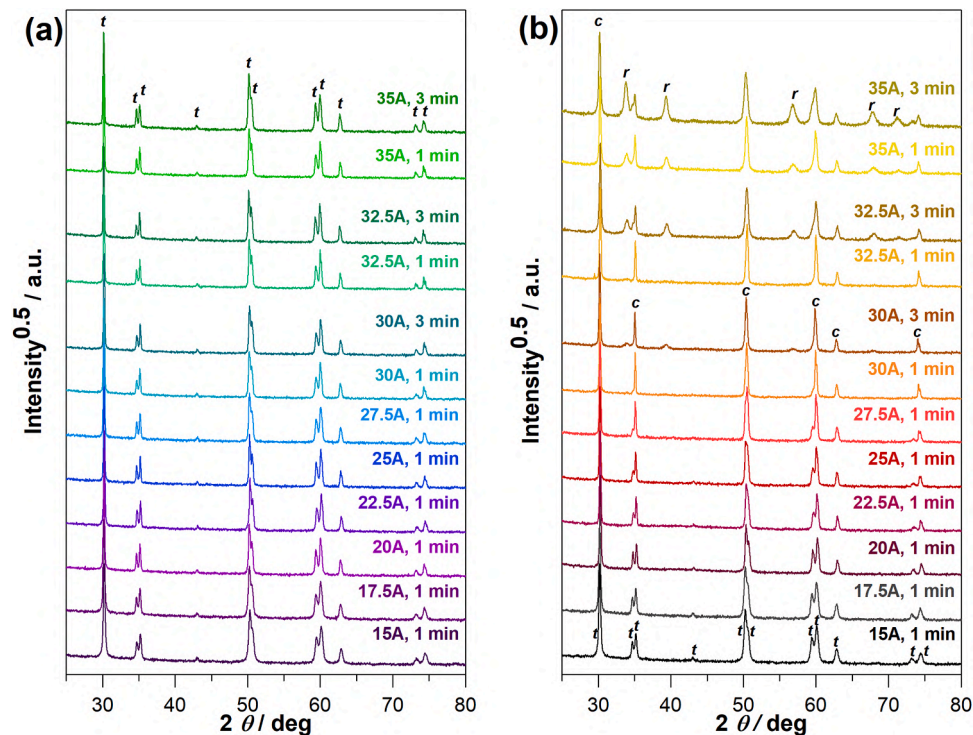 (a)
t
t t
t
t t
t t
t
t t
35A, 3 min
35A, 1 min
32.5A, 3 min
32.5A, 1 min
30A, 3 min
30A, 1 min
27.5A, 1 min
25A, 1 min
22.5A, 1 min
20A, 1 min
17.5A, 1 min
15A, 1 min
Intensity^0.5 / a.u.
30 40 50 60 70 80
2 θ / deg
(b)
c
r
r
r
r
r
35A, 3 min
35A, 1 min
32.5A, 3 min
32.5A, 1 min
c
c
c
c
c
30A, 3 min
30A, 1 min
27.5A, 1 min
25A, 1 min
22.5A, 1 min
20A, 1 min
17.5A, 1 min
15A, 1 min
t
t t
t
t t
t t
t
t t
Intensity^0.5 / a.u.
30 40 50 60 70 80
2 θ / deg